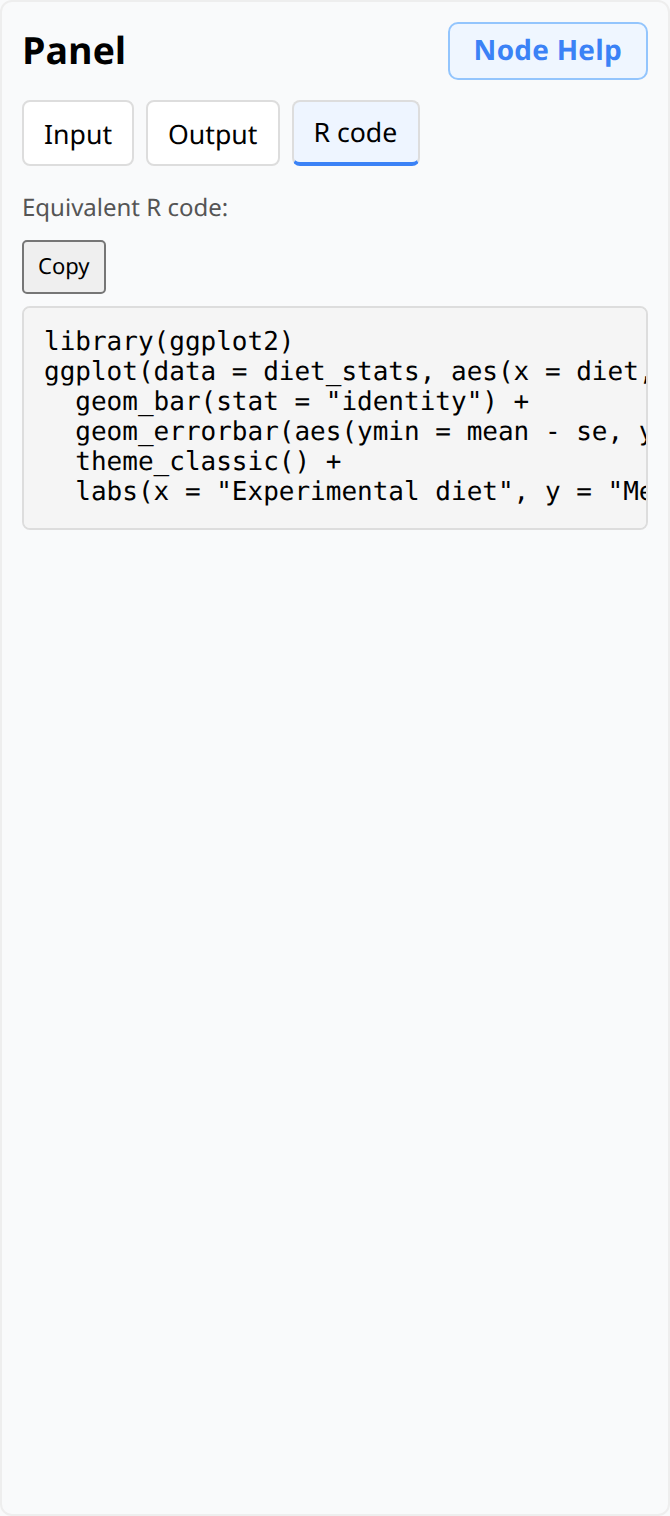 Panel
Node Help
Input
Output
R code
Equivalent R code:
Copy
library(ggplot2)
ggplot(data = diet_stats, aes(x = diet,
  geom_bar(stat = "identity") +
  geom_errorbar(aes(ymin = mean - se, y
  theme_classic() +
  labs(x = "Experimental diet", y = "Me